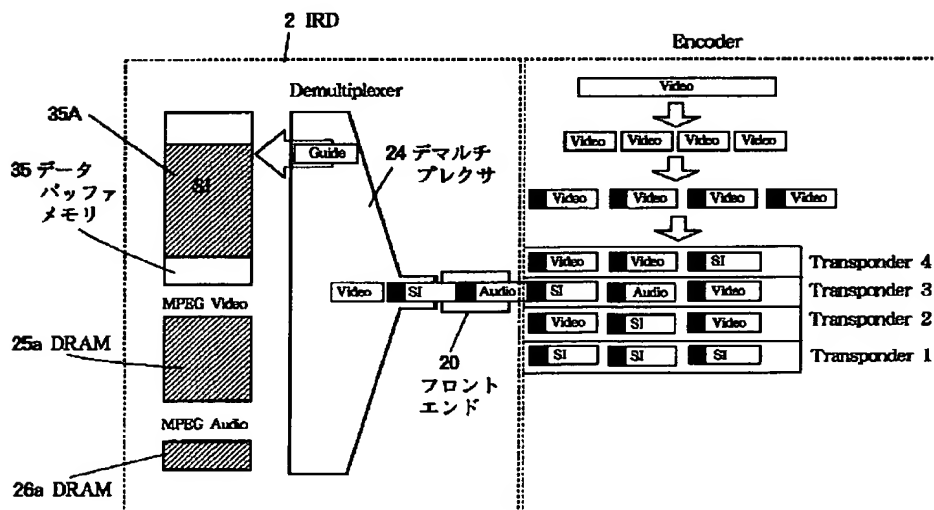 2 IRD
Encoder
Demultiplexer
Video
35A
Guide
24 デマルチ
プレクサ
Video Video Video Video
SI
35 データ
バッファ
メモリ
Video Video Video Video
Video Video SI Transponder 4
Video SI Audio SI Audio Video Transponder 3
MPEG Video
Video SI Video Transponder 2
25a DRAM
SI SI SI Transponder 1
20
フロント
エンド
MPEG Audio
26a DRAM